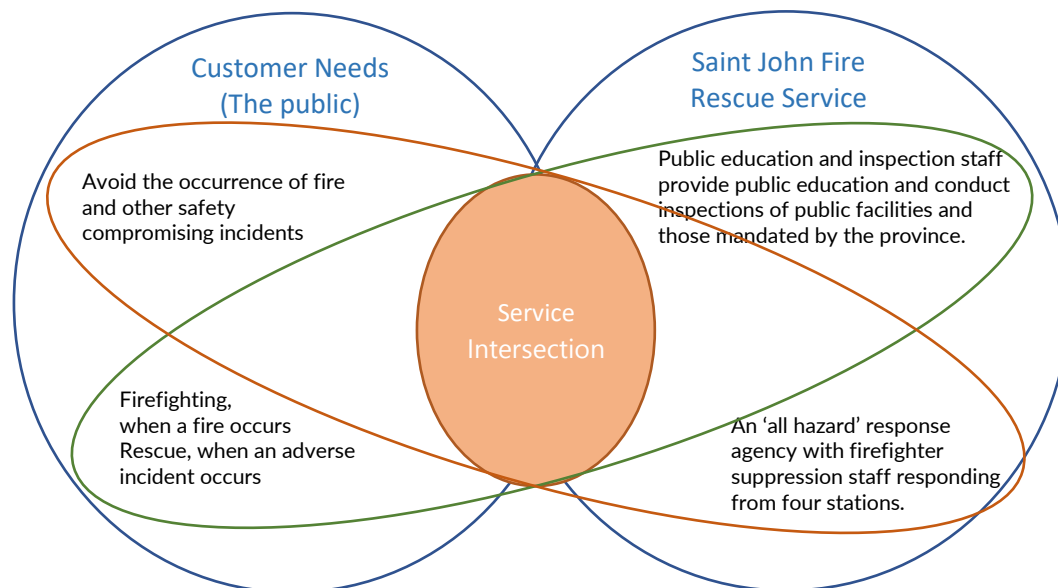 Customer Needs
(The public)
Saint John Fire
Rescue Service
Avoid the occurrence of fire
and other safety
compromising incidents
Public education and inspection staff
provide public education and conduct
inspections of public facilities and
those mandated by the province.
Service
Intersection
Firefighting,
when a fire occurs
Rescue, when an adverse
incident occurs
An ‘all hazard’ response
agency with firefighter
suppression staff responding
from four stations.